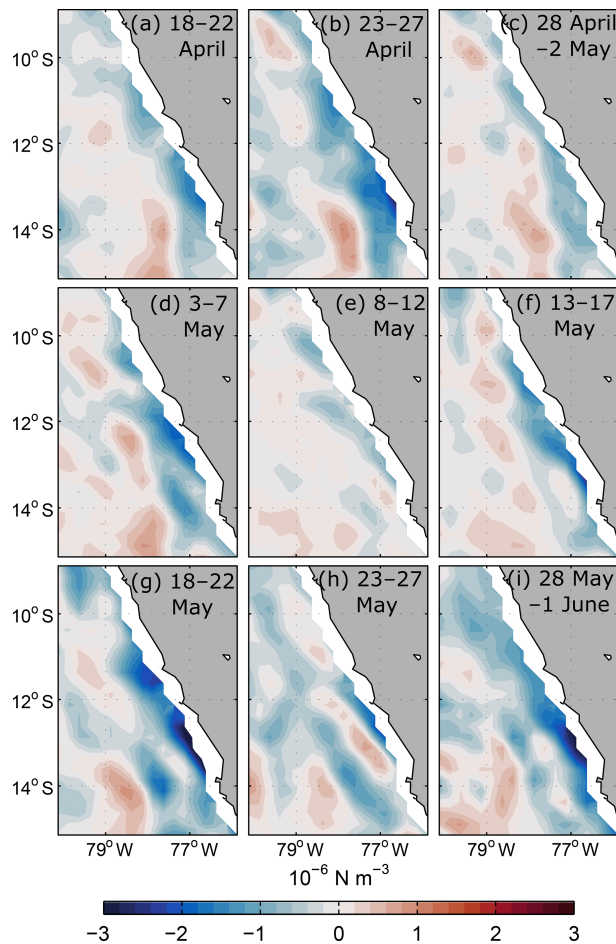 (a) 18–22
April
(b) 23–27
April
(c) 28 April
–2 May
10° S
12° S
14° S
(d) 3–7
May
(e) 8–12
May
(f) 13–17
May
10° S
12° S
14° S
(g) 18–22
May
(h) 23–27
May
(i) 28 May
–1 June
10° S
12° S
14° S
79° W 77° W 79° W 77° W 79° W 77° W
10⁻⁶ N m⁻³
−3 −2 −1 0 1 2 3